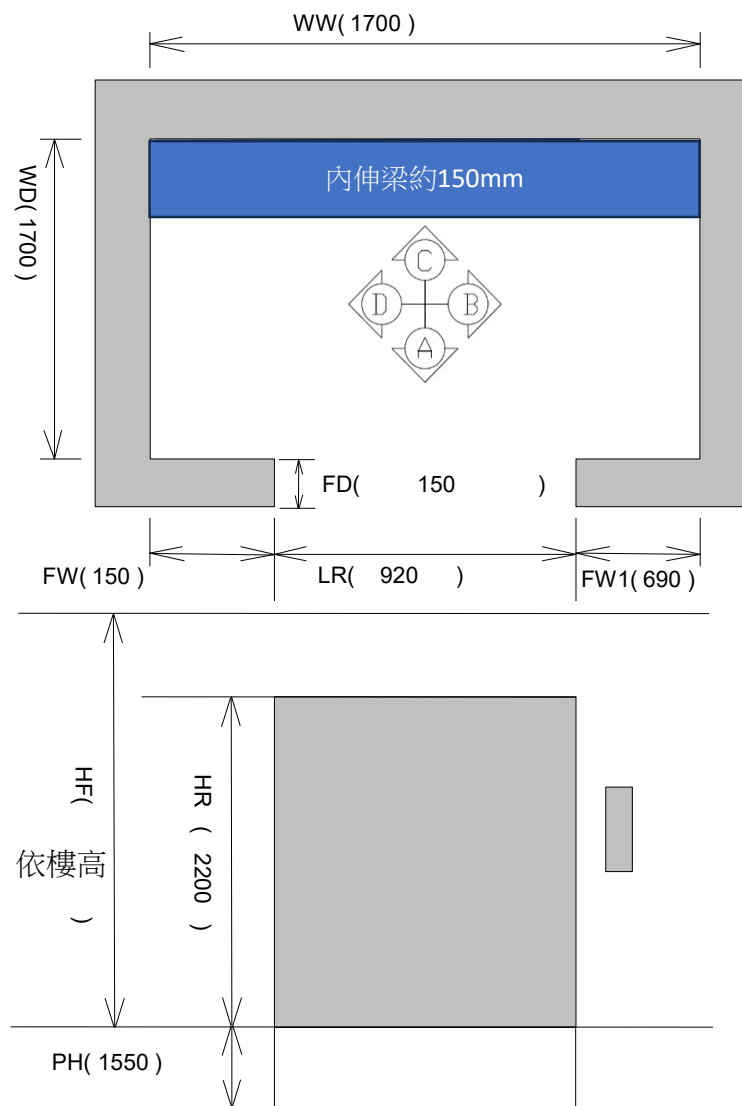 WW( 1700 )
WD( 1700 )
內伸梁約150mm
C
D
B
A
FD( 150 )
FW( 150 )
LR( 920 )
FW1( 690 )
HF(
依樓高
)
HR ( 2200 )
PH( 1550 )